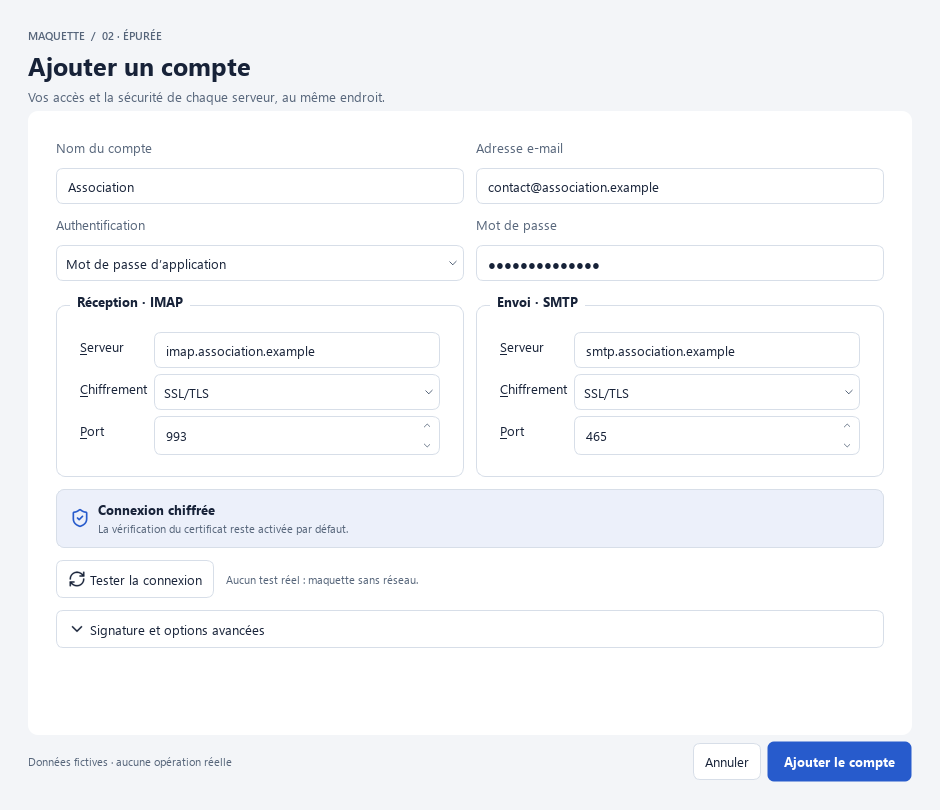 MAQUETTE / 02 · ÉPURÉE
Ajouter un compte
Vos accès et la sécurité de chaque serveur, au même endroit.
Nom du compte
Adresse e-mail
Association
contact@association.example
Authentification
Mot de passe
Mot de passe d'application
●●●●●●●●●●●●●●
Réception · IMAP
Serveur
imap.association.example
Chiffrement
SSL/TLS
Port
993
Envoi · SMTP
Serveur
smtp.association.example
Chiffrement
SSL/TLS
Port
465
Connexion chiffrée
La vérification du certificat reste activée par défaut.
Tester la connexion
Aucun test réel : maquette sans réseau.
Signature et options avancées
Données fictives · aucune opération réelle
Annuler
Ajouter le compte